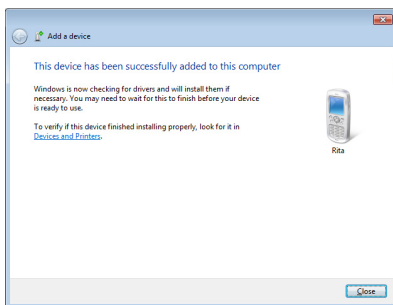 Add a device
This device has been successfully added to this computer
Windows is now checking for drivers and will install them if
necessary. You may need to wait for this to finish before your device
is ready to use.
To verify if this device finished installing properly, look for it in
Devices and Printers.
Rita
Close